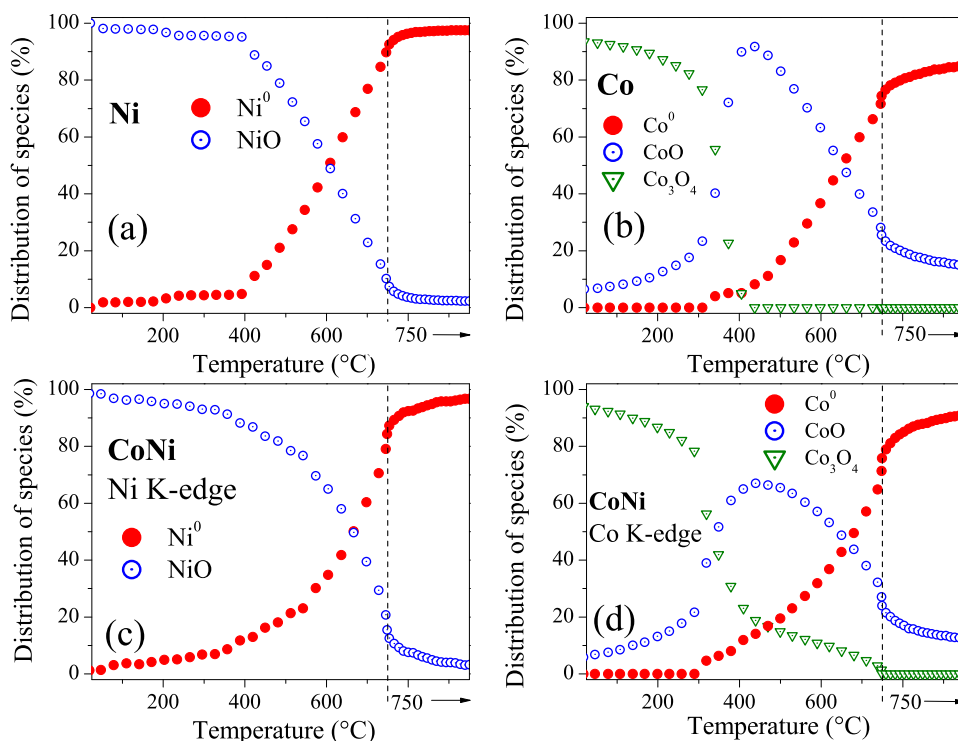 Distribution of species (%)
100
80
60
40
20
0
Ni
Ni⁰
NiO
(a)
200 400 600 750
Temperature (°C)
Distribution of species (%)
100
80
60
40
20
0
Co
Co⁰
CoO
Co₃O₄
(b)
200 400 600 750
Temperature (°C)
Distribution of species (%)
100
80
60
40
20
0
CoNi
Ni K-edge
Ni⁰
NiO
(c)
200 400 600 750
Temperature (°C)
Distribution of species (%)
100
80
60
40
20
0
Co⁰
CoO
Co₃O₄
CoNi
Co K-edge
(d)
200 400 600 750
Temperature (°C)